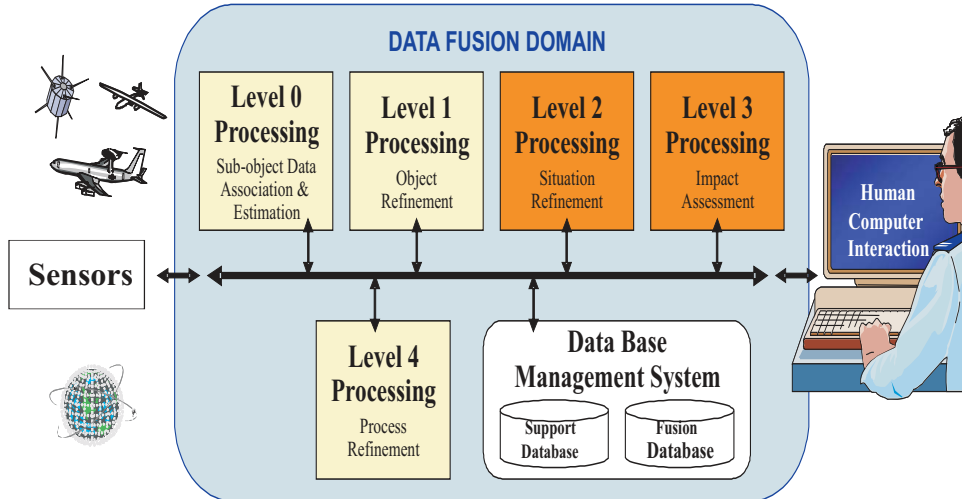 DATA FUSION DOMAIN
Level 0
Processing
Sub-object Data
Association &
Estimation
Level 1
Processing
Object
Refinement
Level 2
Processing
Situation
Refinement
Level 3
Processing
Impact
Assessment
Human
Computer
Interaction
Sensors
Level 4
Processing
Process
Refinement
Data Base
Management System
Support
Database
Fusion
Database